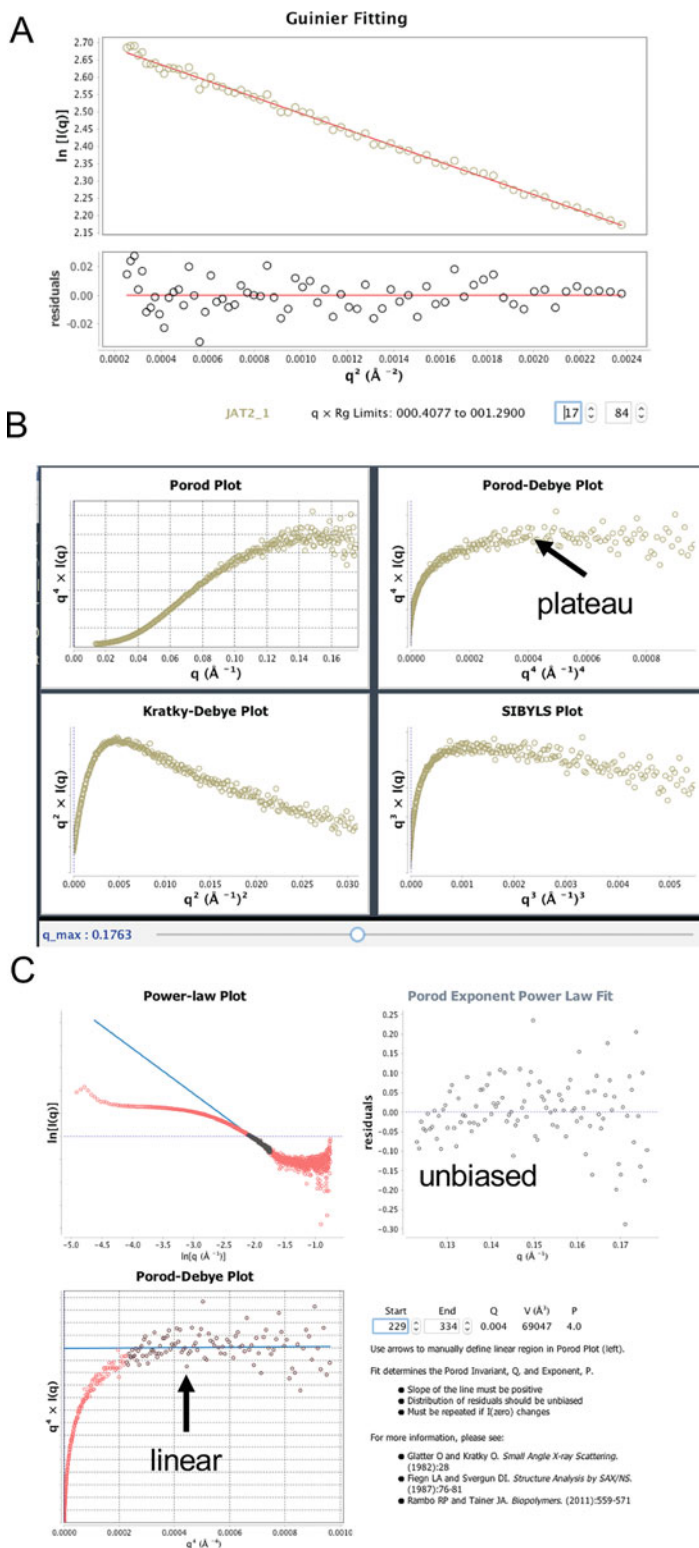 A
Guinier Fitting
ln [I(q)]
2.70
2.65
2.60
2.55
2.50
2.45
2.40
2.35
2.30
2.25
2.20
2.15
residuals
0.02
0.00
-0.02
0.0002 0.0004 0.0006 0.0008 0.0010 0.0012 0.0014 0.0016 0.0018 0.0020 0.0022 0.0024
q² (Å⁻²)
JAT2_1 q × Rg Limits: 000.4077 to 001.2900 17 84
B
Porod Plot
q⁴ × I(q)
0.00 0.02 0.04 0.06 0.08 0.10 0.12 0.14 0.16
q (Å⁻¹)
Porod-Debye Plot
q⁴ × I(q)
plateau
0.0000 0.0002 0.0004 0.0006 0.0008
q⁴ (Å⁻¹)⁴
Kratky-Debye Plot
q² × I(q)
0.000 0.005 0.010 0.015 0.020 0.025 0.030
q² (Å⁻¹)²
SIBYLS Plot
q³ × I(q)
0.000 0.001 0.002 0.003 0.004 0.005
q³ (Å⁻¹)³
q_max : 0.1763
C
Power-law Plot
ln[I(q)]
-5.0 -4.5 -4.0 -3.5 -3.0 -2.5 -2.0 -1.5 -1.0
ln[q (Å⁻¹)]
Porod Exponent Power Law Fit
residuals
0.25
0.20
0.15
0.10
0.05
0.00
-0.05
-0.10
-0.15
-0.20
-0.25
-0.30
unbiased
0.13 0.14 0.15 0.16 0.17
q (Å⁻¹)
Porod-Debye Plot
q⁴ × I(q)
linear
0.0000 0.0002 0.0004 0.0006 0.0008 0.0010
q⁴ (Å⁻⁴)
Start End Q V (Å³) P
229 334 0.004 69047 4.0
Use arrows to manually define linear region in Porod Plot (left).
Fit determines the Porod Invariant, Q, and Exponent, P.
● Slope of the line must be positive
● Distribution of residuals should be unbiased
● Must be repeated if I(zero) changes
For more information, please see:
● Glatter O and Kratky O. Small Angle X-ray Scattering.
(1982):28
● Fiegn LA and Svergun DI. Structure Analysis by SAX/NS.
(1987):76-81
● Rambo RP and Tainer JA. Biopolymers. (2011):559-571